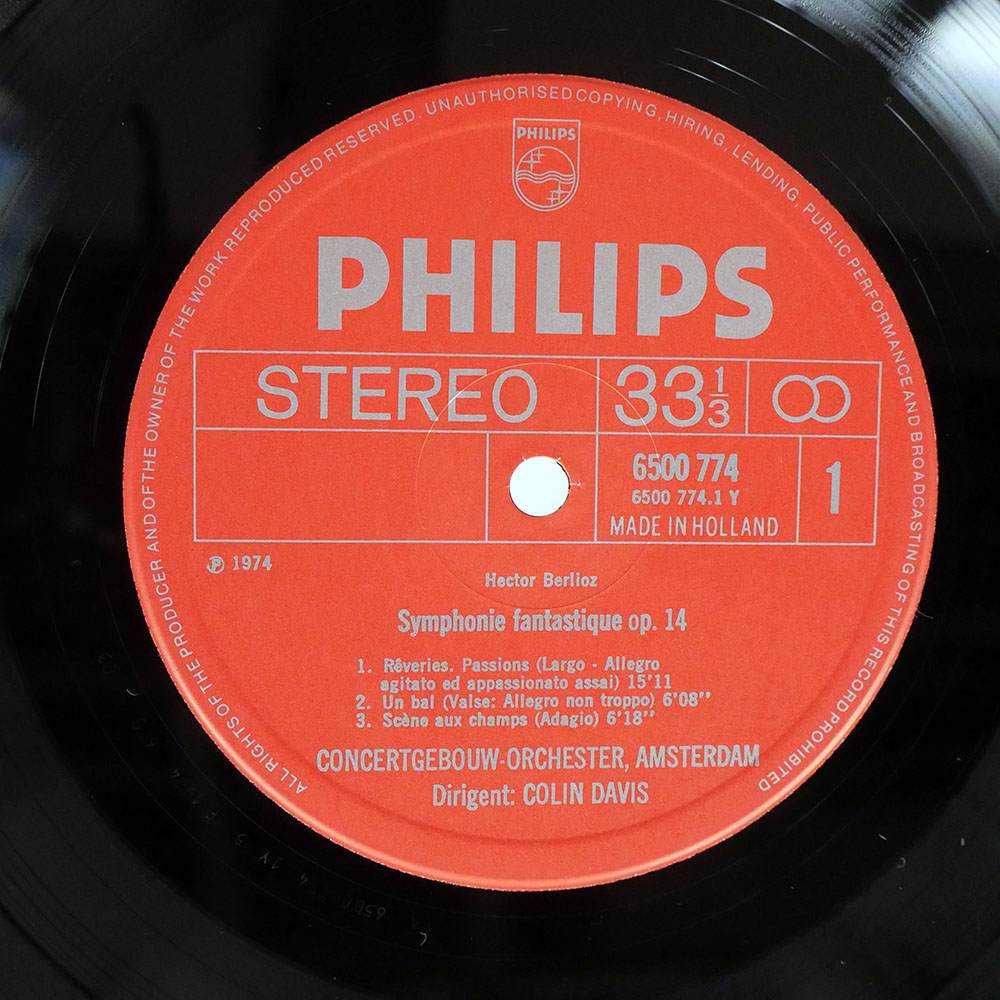 ALL RIGHTS OF THE PRODUCER AND OF THE OWNER OF THE WORK REPRODUCED RESERVED. UNAUTHORISED COPYING, HIRING, LENDING, PUBLIC PERFORMANCE AND BROADCASTING OF THIS RECORD PROHIBITED
PHILIPS
PHILIPS
STEREO 33 1/3
6500 774
6500 774.1 Y
MADE IN HOLLAND
1
Ⓟ 1974
Hector Berlioz
Symphonie fantastique op. 14
1. Rêveries. Passions (Largo - Allegro
agitato ed appassionato assai) 15'11
2. Un bal (Valse: Allegro non troppo) 6'08"
3. Scène aux champs (Adagio) 6'18"
CONCERTGEBOUW-ORCHESTER, AMSTERDAM
Dirigent: COLIN DAVIS